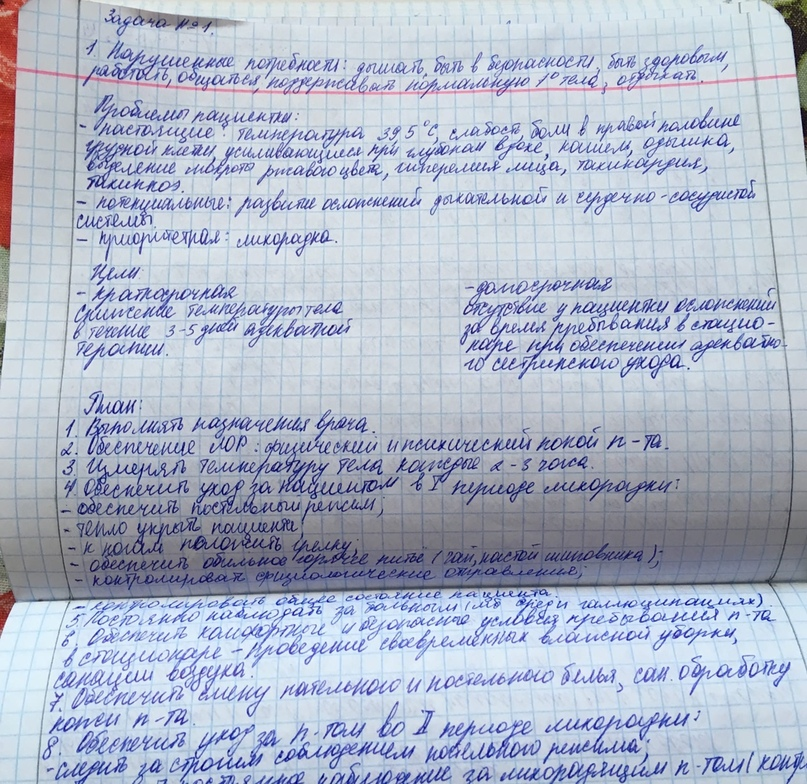 Задача №1.
1. Нарушенные потребности: дышать, быть в безопасности, быть здоровым,
работать, общаться, поддерживать нормальную t° тела, отдыхать.
Проблемы пациентки:
- настоящие: температура 39,5°С, слабость, боли в правой половине
грудной клетки, усиливающиеся при глубоком вдохе, кашель, одышка,
выделение мокроты ржавого цвета, гиперемия лица, тахикардия,
тахипноэ.
- потенциальные: развитие осложнений дыхательной и сердечно-сосудистой
системы
- приоритетная: лихорадка.
Цели:
- краткосрочная
снижение температуры тела
в течение 3-5 дней адекватной
терапии.
- долгосрочная
отсутствие у пациентки осложнений
за время пребывания в стацио-
наре при обеспечении адекватно-
го сестринского ухода.
План:
1. Выполнять назначения врача.
2. Обеспечение ЛОР: физический и психический покой п-та.
3. Измерять температуру тела каждые 2-3 часа.
4. Обеспечить уход за пациентом в I периоде лихорадки:
- обеспечить постельный режим;
- тепло укрыть пациента;
- к ногам положить грелку;
- обеспечить обильное горячее питье (чай, настой шиповника);
- контролировать физиологические отправления;
- контролировать общее состояние пациента.
5. Постоянно наблюдать за больным (из среди галлюцинациях).
6. Обеспечить комфортные и безопасные условия пребывания п-та
в стационаре - проведение своевременных влажной уборки,
санации воздуха.
7. Обеспечить смену нательного и постельного белья, сан. обработку
кожи п-та.
8. Обеспечить уход за п-том во II периоде лихорадки:
- следить за строгим соблюдением постельного режима;
наблюдение за лихорадящим п-том (конт